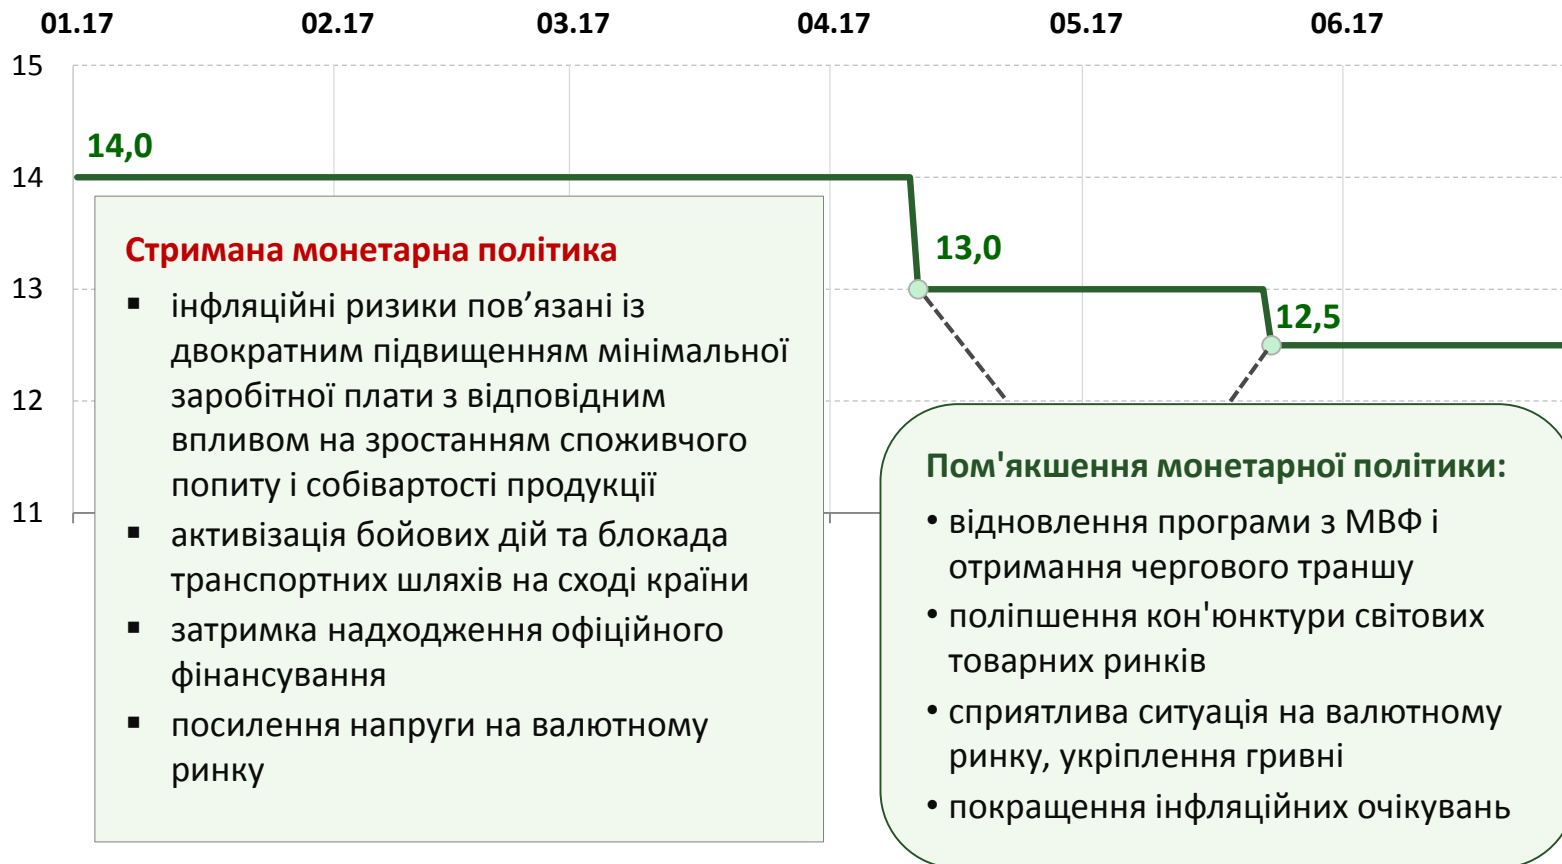 01.17 02.17 03.17 04.17 05.17 06.17
15
14
13
12
11
14,0
13,0
12,5
Стримана монетарна політика
▪ інфляційні ризики пов’язані із
двократним підвищенням мінімальної
заробітної плати з відповідним
впливом на зростанням споживчого
попиту і собівартості продукції
▪ активізація бойових дій та блокада
транспортних шляхів на сході країни
▪ затримка надходження офіційного
фінансування
▪ посилення напруги на валютному
ринку
Пом'якшення монетарної політики:
• відновлення програми з МВФ і
отримання чергового траншу
• поліпшення кон'юнктури світових
товарних ринків
• сприятлива ситуація на валютному
ринку, укріплення гривні
• покращення інфляційних очікувань